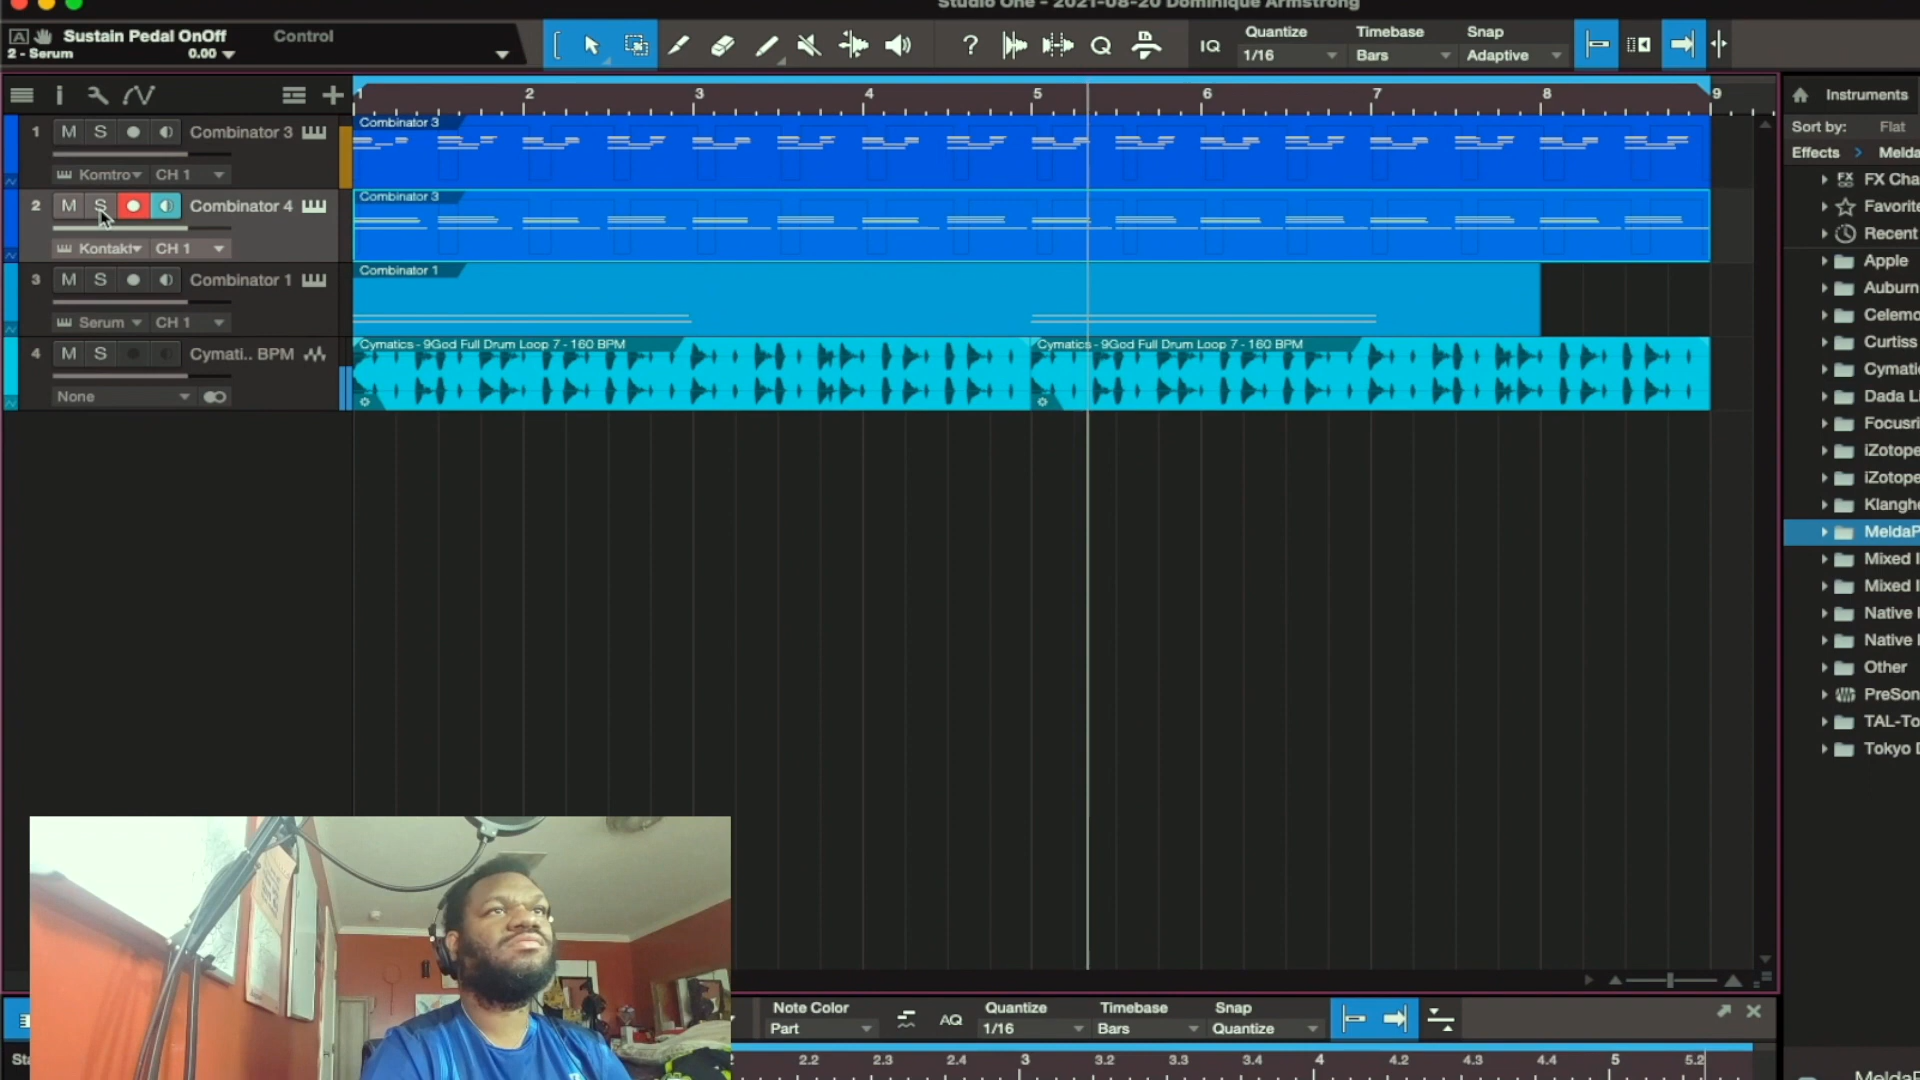 Studio One - 2021-08-20 Dominique Armstrong
Sustain Pedal OnOff
Control
2 - Serum
0.00
Quantize
1/16
Timebase
Bars
Snap
Adaptive
IQ
1 2 3 4 5 6 7 8 9
1 M S Combinator 3
Komtro CH 1
2 M S Combinator 4
Kontakt CH 1
3 M S Combinator 1
Serum CH 1
4 M S Cymati.. BPM
None
Combinator 3
Combinator 3
Combinator 1
Cymatics - 9God Full Drum Loop 7 - 160 BPM
Cymatics - 9God Full Drum Loop 7 - 160 BPM
Instruments
Sort by: Flat
Effects > Melda
FX Cha
Favorite
Recent
Apple
Auburn
Celemo
Curtiss
Cymatic
Dada Li
Focusri
iZotope
iZotope
Klanghe
MeldaP
Mixed I
Mixed I
Native I
Native I
Other
PreSon
TAL-To
Tokyo D
Note Color
Part
AQ
Quantize
1/16
Timebase
Bars
Snap
Quantize
2.2 2.3 2.4 3 3.2 3.3 3.4 4 4.2 4.3 4.4 5 5.2
MeldaP